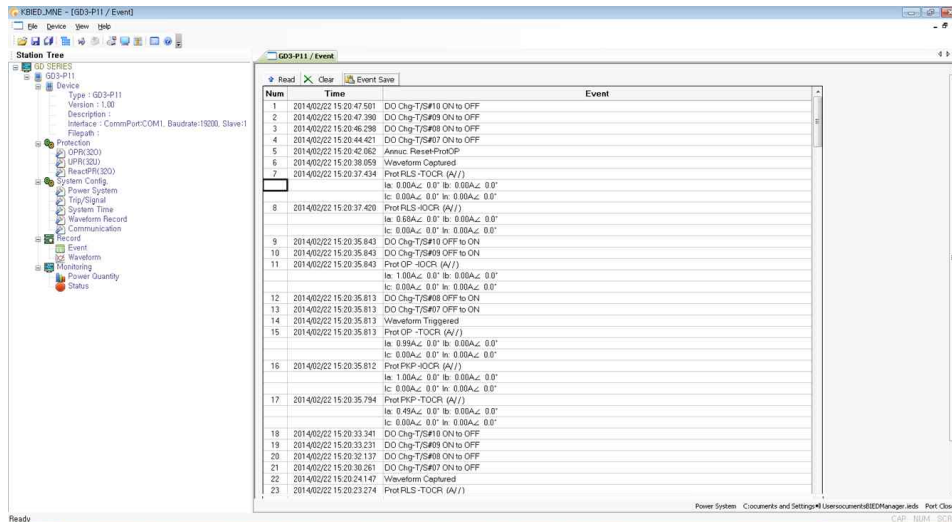 KBIED_MNE - [GD3-P11 / Event]
File Device View Help
Station Tree
GD SERIES
GD3-P11
Device
Type : GD3-P11
Version : 1.00
Description :
Interface : CommPort:COM1, Baudrate:19200, Slave:1
Filepath :
Protection
OPR(32O)
UPR(32U)
ReactPR(32O)
System Config.
Power System
Trip/Signal
System Time
Waveform Record
Communication
Record
Event
Waveform
Monitoring
Power Quantity
Status
GD3-P11 / Event
Read Clear Event Save
Num Time Event
1 2014/02/22 15:20:47.501 DO Chg-T/S#10 ON to OFF
2 2014/02/22 15:20:47.390 DO Chg-T/S#09 ON to OFF
3 2014/02/22 15:20:46.298 DO Chg-T/S#08 ON to OFF
4 2014/02/22 15:20:44.421 DO Chg-T/S#07 ON to OFF
5 2014/02/22 15:20:42.062 Annuc. Reset-ProtOP
6 2014/02/22 15:20:38.059 Waveform Captured
7 2014/02/22 15:20:37.434 Prot RLS -TOCR (A/ / )
Ia: 0.00A∠ 0.0° Ib: 0.00A∠ 0.0°
Ic: 0.00A∠ 0.0° In: 0.00A∠ 0.0°
8 2014/02/22 15:20:37.420 Prot RLS -IOCR (A/ / )
Ia: 0.68A∠ 0.0° Ib: 0.00A∠ 0.0°
Ic: 0.00A∠ 0.0° In: 0.00A∠ 0.0°
9 2014/02/22 15:20:35.843 DO Chg-T/S#10 OFF to ON
10 2014/02/22 15:20:35.843 DO Chg-T/S#09 OFF to ON
11 2014/02/22 15:20:35.843 Prot OP -IOCR (A/ / )
Ia: 1.00A∠ 0.0° Ib: 0.00A∠ 0.0°
Ic: 0.00A∠ 0.0° In: 0.00A∠ 0.0°
12 2014/02/22 15:20:35.813 DO Chg-T/S#08 OFF to ON
13 2014/02/22 15:20:35.813 DO Chg-T/S#07 OFF to ON
14 2014/02/22 15:20:35.813 Waveform Triggered
15 2014/02/22 15:20:35.813 Prot OP -TOCR (A/ / )
Ia: 0.99A∠ 0.0° Ib: 0.00A∠ 0.0°
Ic: 0.00A∠ 0.0° In: 0.00A∠ 0.0°
16 2014/02/22 15:20:35.812 Prot PKP -IOCR (A/ / )
Ia: 1.00A∠ 0.0° Ib: 0.00A∠ 0.0°
Ic: 0.00A∠ 0.0° In: 0.00A∠ 0.0°
17 2014/02/22 15:20:35.794 Prot PKP -TOCR (A/ / )
Ia: 0.49A∠ 0.0° Ib: 0.00A∠ 0.0°
Ic: 0.00A∠ 0.0° In: 0.00A∠ 0.0°
18 2014/02/22 15:20:33.341 DO Chg-T/S#10 ON to OFF
19 2014/02/22 15:20:33.231 DO Chg-T/S#09 ON to OFF
20 2014/02/22 15:20:32.137 DO Chg-T/S#08 ON to OFF
21 2014/02/22 15:20:30.261 DO Chg-T/S#07 ON to OFF
22 2014/02/22 15:20:24.147 Waveform Captured
23 2014/02/22 15:20:23.274 Prot RLS -TOCR (A/ / )
Power System C:ocuments and Settings Port Clos
Ready CAP NUM SCR